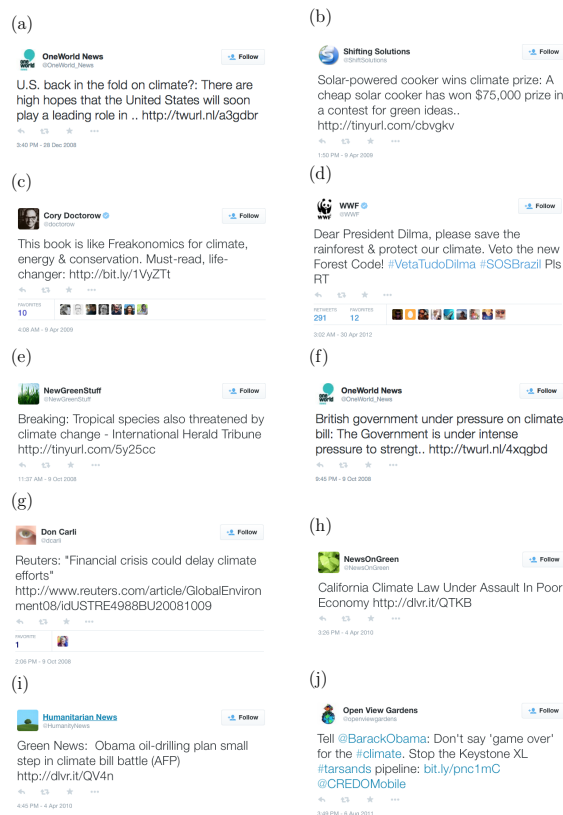 (a)
OneWorld News
@OneWorld_News
Follow
U.S. back in the fold on climate?: There are
high hopes that the United States will soon
play a leading role in .. http://twurl.nl/a3gdbr
3:40 PM - 28 Dec 2008
(b)
Shifting Solutions
@ShiftSolutions
Follow
Solar-powered cooker wins climate prize: A
cheap solar cooker has won $75,000 prize in
a contest for green ideas..
http://tinyurl.com/cbvgkv
1:50 PM - 9 Apr 2009
(c)
Cory Doctorow
@doctorow
Follow
This book is like Freakonomics for climate,
energy & conservation. Must-read, life-
changer: http://bit.ly/1VyZTt
FAVORITES
10
4:08 AM - 9 Apr 2009
(d)
WWF
WWF
@WWF
Follow
Dear President Dilma, please save the
rainforest & protect our climate. Veto the new
Forest Code! #VetaTudoDilma #SOSBrazil Pls
RT
RETWEETS FAVORITES
291 12
3:02 AM - 30 Apr 2012
(e)
NewGreenStuff
@NewGreenStuff
Follow
Breaking: Tropical species also threatened by
climate change - International Herald Tribune
http://tinyurl.com/5y25cc
11:37 AM - 9 Oct 2008
(f)
OneWorld News
@OneWorld_News
Follow
British government under pressure on climate
bill: The Government is under intense
pressure to strengt.. http://twurl.nl/4xqgbd
9:45 PM - 9 Oct 2008
(g)
Don Carli
@dcarli
Follow
Reuters: "Financial crisis could delay climate
efforts"
http://www.reuters.com/article/GlobalEnviron
ment08/idUSTRE4988BU20081009
FAVORITE
1
2:06 PM - 9 Oct 2008
(h)
NewsOnGreen
@NewsOnGreen
Follow
California Climate Law Under Assault In Poor
Economy http://dlvr.it/QTKB
3:26 PM - 4 Apr 2010
(i)
Humanitarian News
@HumanityNews
Follow
Green News: Obama oil-drilling plan small
step in climate bill battle (AFP)
http://dlvr.it/QV4n
4:45 PM - 4 Apr 2010
(j)
Open View Gardens
@openviewgardens
Follow
Tell @BarackObama: Don't say 'game over'
for the #climate. Stop the Keystone XL
#tarsands pipeline: bit.ly/pnc1mC
@CREDOMobile